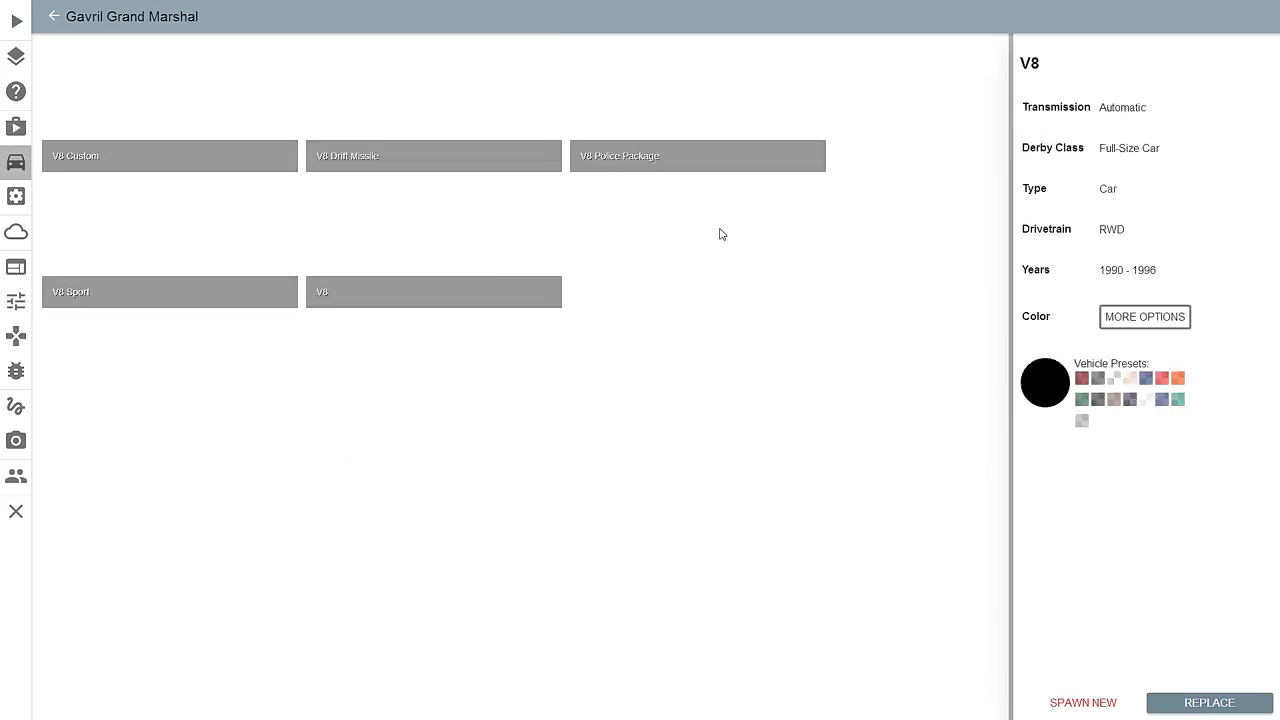 Gavril Grand Marshal
V8 Custom
V8 Drift Missile
V8 Police Package
V8 Sport
V8
V8
Transmission Automatic
Derby Class Full-Size Car
Type Car
Drivetrain RWD
Years 1990 - 1996
Color MORE OPTIONS
Vehicle Presets:
SPAWN NEW REPLACE